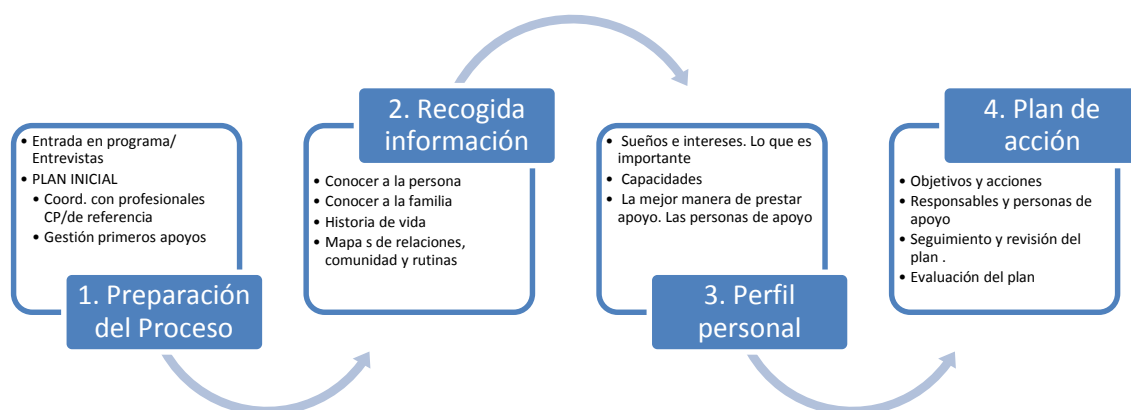 • Entrada en programa/
Entrevistas
• PLAN INICIAL
• Coord. con profesionales
CP/de referencia
• Gestión primeros apoyos
1. Preparación
del Proceso
2. Recogida
información
• Conocer a la persona
• Conocer a la familia
• Historia de vida
• Mapa s de relaciones,
comunidad y rutinas
• Sueños e intereses. Lo que es
importante
• Capacidades
• La mejor manera de prestar
apoyo. Las personas de apoyo
3. Perfil
personal
4. Plan de
acción
• Objetivos y acciones
• Responsables y personas de
apoyo
• Seguimiento y revisión del
plan .
• Evaluación del plan